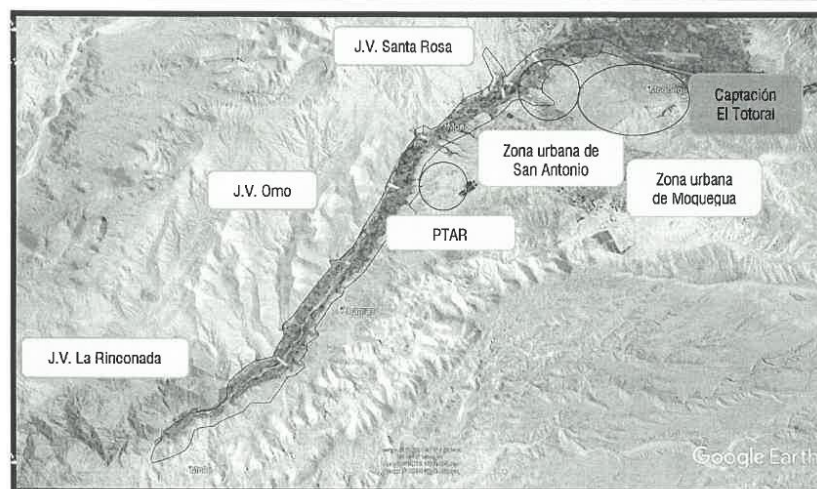 J.V. Santa Rosa
Captación
El Totoral
Zona urbana de
San Antonio
J.V. Omo
Zona urbana
de Moquegua
PTAR
J.V. La Rinconada
Google Earth